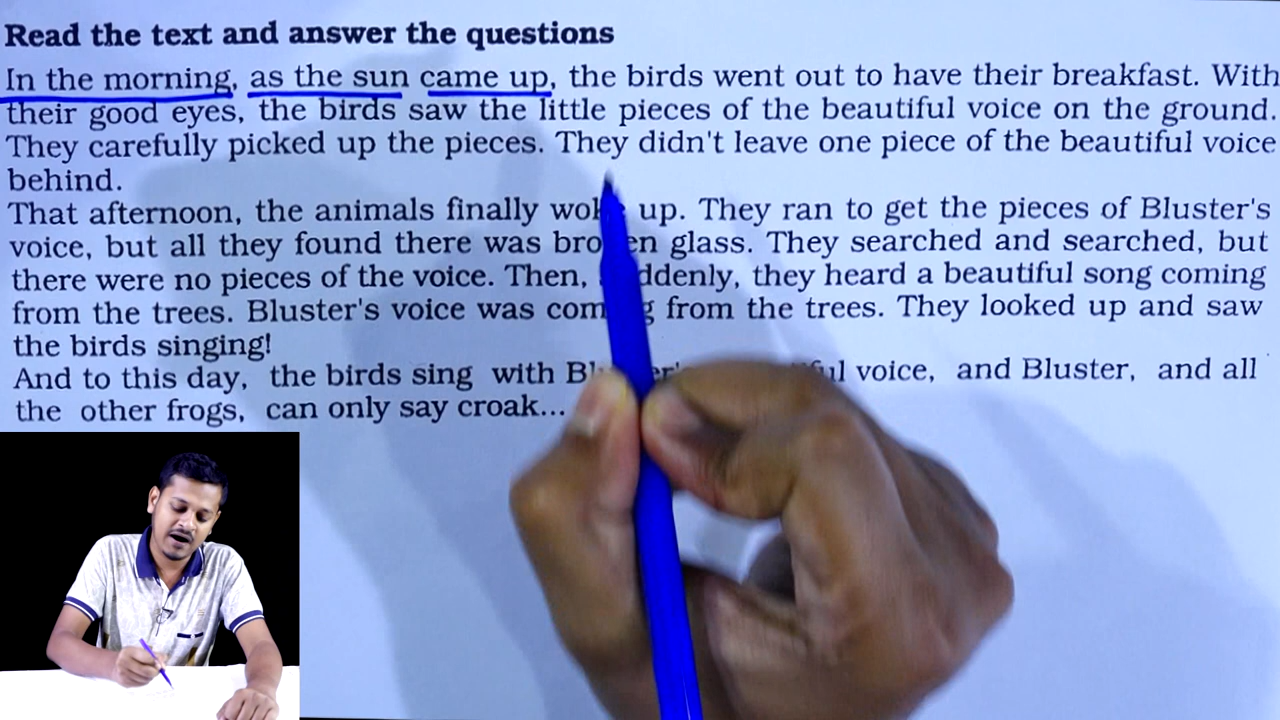 Read the text and answer the questions
In the morning, as the sun came up, the birds went out to have their breakfast. With
their good eyes, the birds saw the little pieces of the beautiful voice on the ground.
They carefully picked up the pieces. They didn't leave one piece of the beautiful voice
behind.
That afternoon, the animals finally woke up. They ran to get the pieces of Bluster's
voice, but all they found there was broken glass. They searched and searched, but
there were no pieces of the voice. Then, suddenly, they heard a beautiful song coming
from the trees. Bluster's voice was coming from the trees. They looked up and saw
the birds singing!
And to this day, the birds sing with Bluster's beautiful voice, and Bluster, and all
the other frogs, can only say croak...